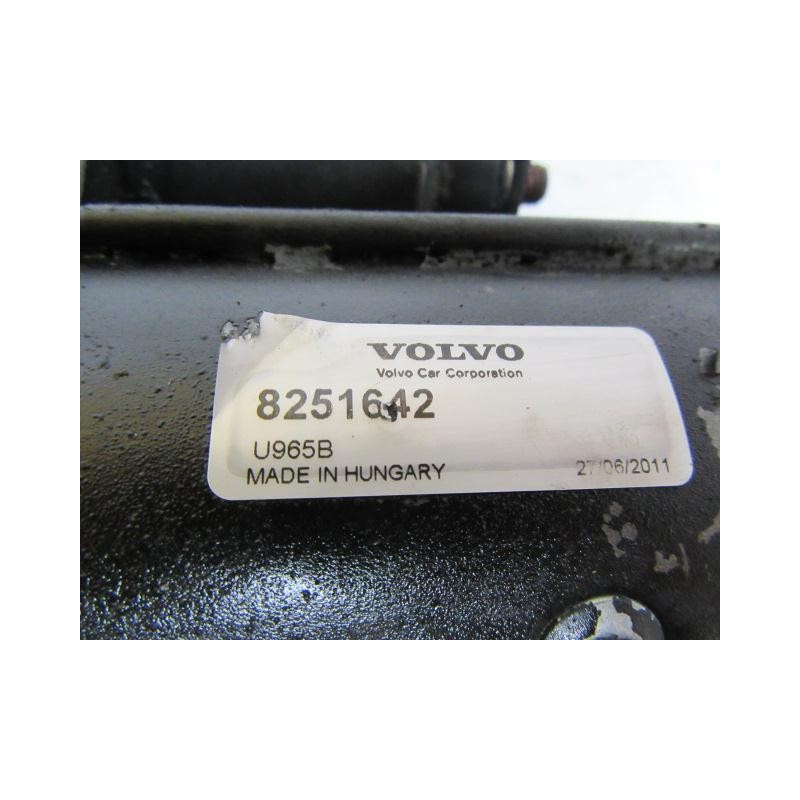 VOLVO
Volvo Car Corporation
8251642
U965B
MADE IN HUNGARY 27/06/2011